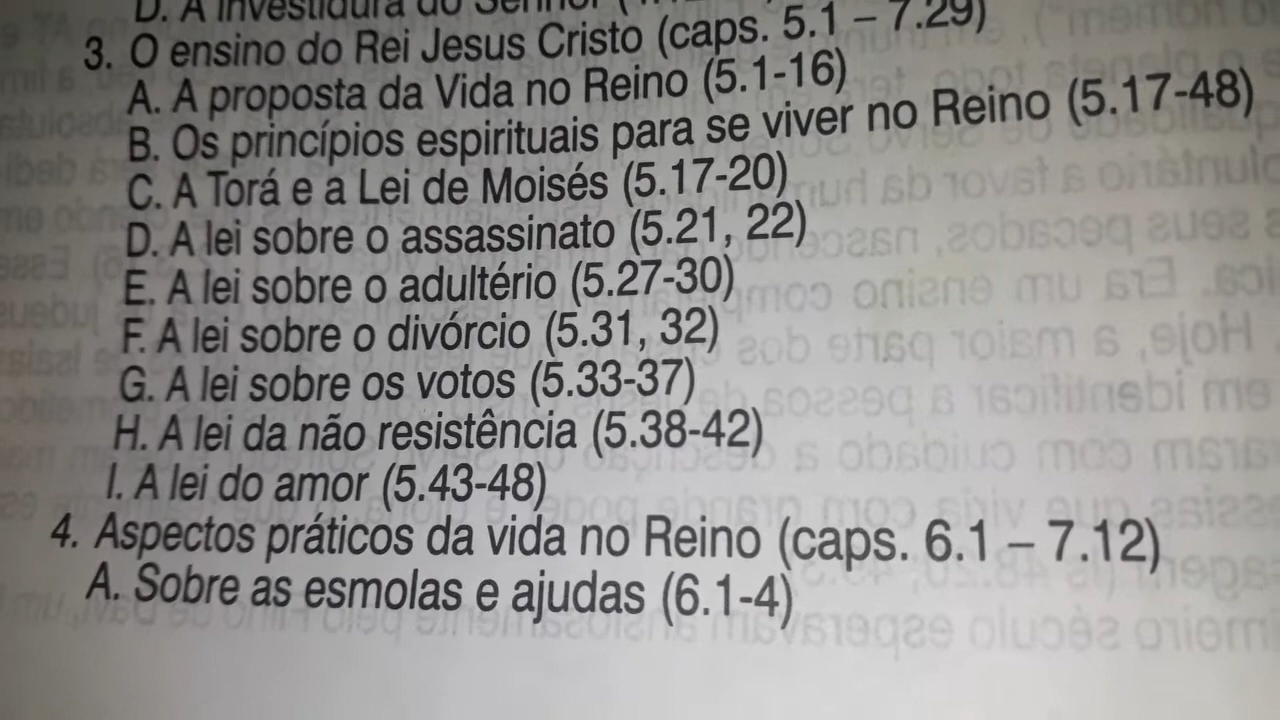 D. A investidura do Senhor (
3. O ensino do Rei Jesus Cristo (caps. 5.1 – 7.29)
A. A proposta da Vida no Reino (5.1-16)
B. Os princípios espirituais para se viver no Reino (5.17-48)
C. A Torá e a Lei de Moisés (5.17-20)
D. A lei sobre o assassinato (5.21, 22)
E. A lei sobre o adultério (5.27-30)
F. A lei sobre o divórcio (5.31, 32)
G. A lei sobre os votos (5.33-37)
H. A lei da não resistência (5.38-42)
I. A lei do amor (5.43-48)
4. Aspectos práticos da vida no Reino (caps. 6.1 – 7.12)
A. Sobre as esmolas e ajudas (6.1-4)